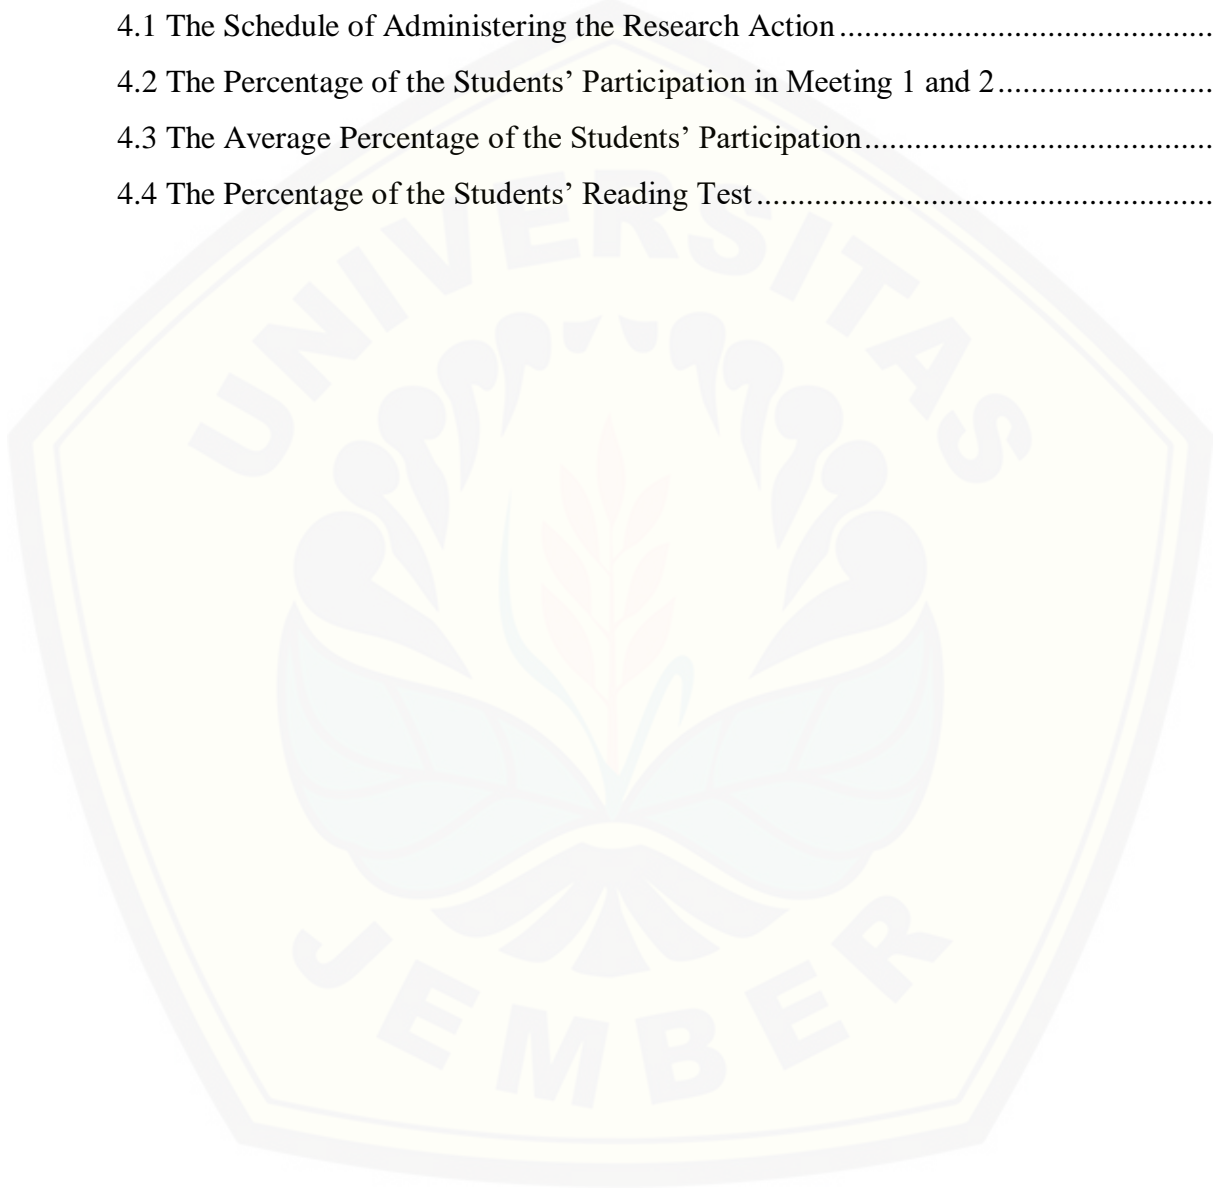 4.1 The Schedule of Administering the Research Action ..............................................
4.2 The Percentage of the Students’ Participation in Meeting 1 and 2..........................
4.3 The Average Percentage of the Students’ Participation..........................................
4.4 The Percentage of the Students’ Reading Test .......................................................
UNIVERSITAS
JEMBER